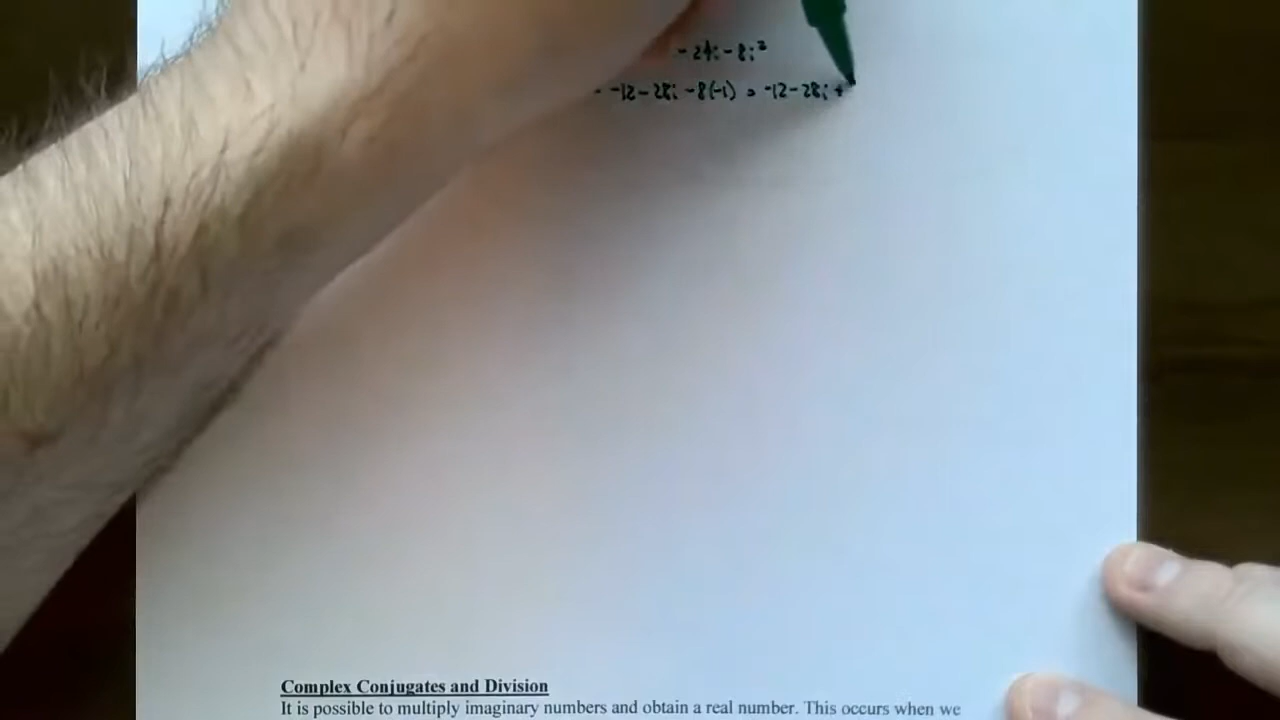 - 24i - 8i²
- -12 - 28i - 8(-1) = -12 - 28i +
Complex Conjugates and Division
It is possible to multiply imaginary numbers and obtain a real number. This occurs when we